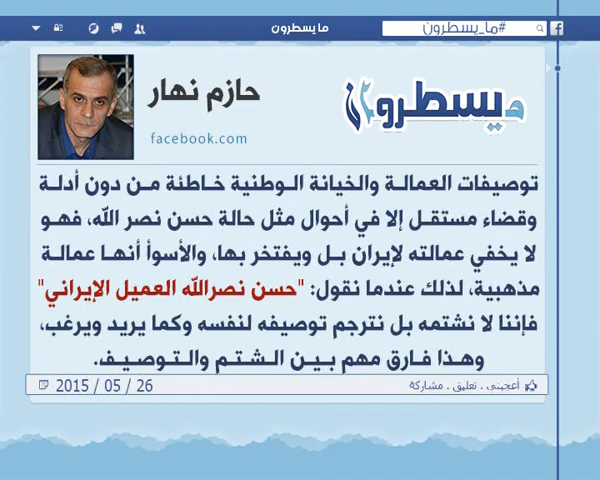 ما يسطرون
#ما_يسطرون
ما يسطرون
حازم نهار
facebook.com
توصيفات العمالة والخيانة الوطنية خاطئة من دون أدلة
وقضاء مستقل إلا في أحوال مثل حالة حسن نصر الله، فهو
لا يخفي عمالته لإيران بل ويفتخر بها، والأسوأ أنها عمالة
مذهبية، لذلك عندما نقول: "حسن نصرالله العميل الإيراني"
فإننا لا نشتمه بل نترجم توصيفه لنفسه وكما يريد ويرغب،
وهذا فارق مهم بين الشتم والتوصيف.
أعجبني . تعليق . مشاركة
2015 / 05 / 26